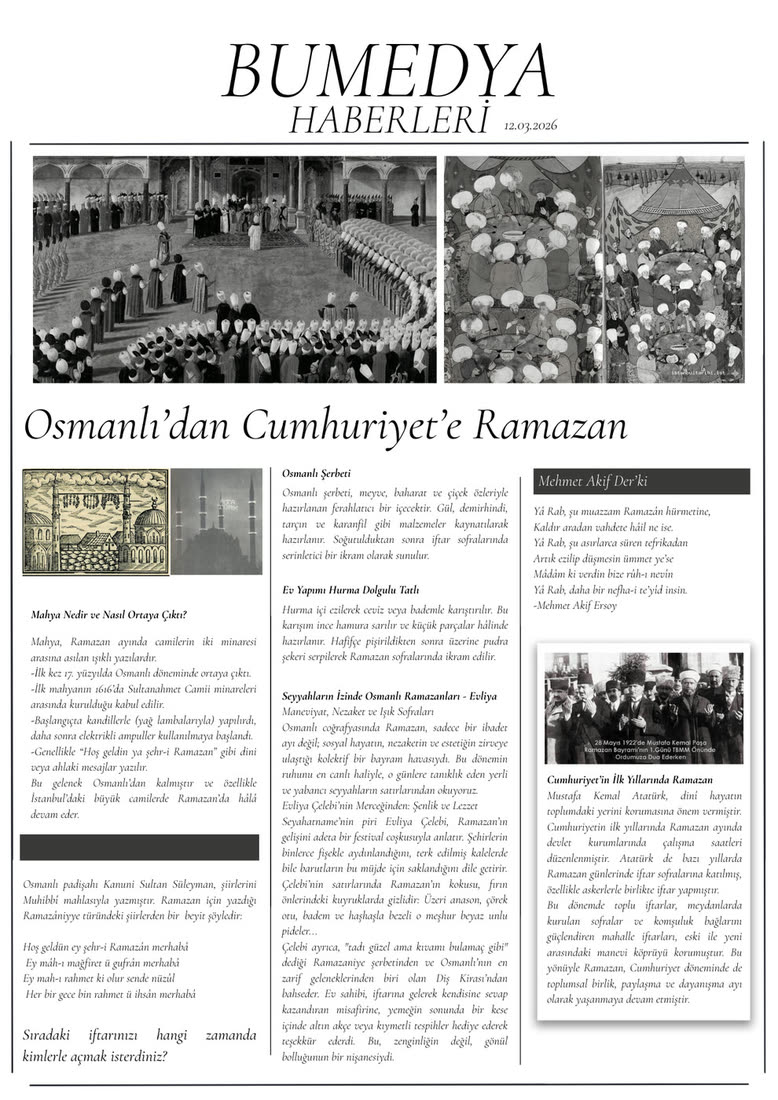 BUMEDYA
HABERLERİ 12.03.2026
Osmanlı’dan Cumhuriyet’e Ramazan
Mahya Nedir ve Nasıl Ortaya Çıktı?
Mahya, Ramazan ayında camilerin iki minaresi
arasına asılan ışıklı yazılardır.
-İlk kez 17. yüzyılda Osmanlı döneminde ortaya çıktı.
-İlk mahyanın 1616’da Sultanahmet Camii minareleri
arasında kurulduğu kabul edilir.
-Başlangıçta kandillerle (yağ lambalarıyla) yapılırdı,
daha sonra elektrikli ampuller kullanılmaya başlandı.
-Genellikle “Hoş geldin ya şehr-i Ramazan” gibi dini
veya ahlaki mesajlar yazılır.
Bu gelenek Osmanlı’dan kalmıştır ve özellikle
İstanbul’daki büyük camilerde Ramazan’da hâlâ
devam eder.
Osmanlı padişahı Kanuni Sultan Süleyman, şiirlerini
Muhibbî mahlasıyla yazmıştır. Ramazan için yazdığı
Ramazâniyye türündeki şiirlerden bir beyit şöyledir:
Hoş geldün ey şehr-i Ramazân merhabâ
Ey mâh-ı mağfiret ü gufrân merhabâ
Ey mah-ı rahmet ki olur sende nüzûl
Her bir gece bin rahmet ü ihsân merhabâ
Sıradaki iftarınızı hangi zamanda
kimlerle açmak isterdiniz?
Osmanlı Şerbeti
Osmanlı şerbeti, meyve, baharat ve çiçek özleriyle
hazırlanan ferahlatıcı bir içecektir. Gül, demirhindi,
tarçın ve karanfil gibi malzemeler kaynatılarak
hazırlanır. Soğutulduktan sonra iftar sofralarında
serinletici bir ikram olarak sunulur.
Ev Yapımı Hurma Dolgulu Tatlı
Hurma içi ezilerek ceviz veya bademle karıştırılır. Bu
karışım ince hamura sarılır ve küçük parçalar hâlinde
hazırlanır. Hafifçe pişirildikten sonra üzerine pudra
şekeri serpilerek Ramazan sofralarında ikram edilir.
Seyyahların İzinde Osmanlı Ramazanları - Evliya
Maneviyat, Nezaket ve Işık Sofraları
Osmanlı coğrafyasında Ramazan, sadece bir ibadet
ayı değil; sosyal hayatın, nezaketin ve estetiğin zirveye
ulaştığı kolektif bir bayram havasıydı. Bu dönemin
ruhunu en canlı haliyle, o günlere tanıklık eden yerli
ve yabancı seyyahların satırlarından okuyoruz.
Evliya Çelebi’nin Merceğinden: Şenlik ve Lezzet
Seyahatname’nin piri Evliya Çelebi, Ramazan’ın
gelişini adeta bir festival coşkusuyla anlatır. Şehirlerin
binlerce fişekle aydınlandığını, terk edilmiş kalelerde
bile barutların bu müjde için saklandığını dile getirir.
Çelebi’nin satırlarında Ramazan’ın kokusu, fırın
önlerindeki kuyruklarda gizlidir: Üzeri anason, çörek
otu, badem ve haşhaşla bezeli o meşhur beyaz unlu
pideler...
Çelebi ayrıca, "tadı güzel ama kıvamı bulamaç gibi"
dediği Ramazaniye şerbetinden ve Osmanlı’nın en
zarif geleneklerinden biri olan Diş Kirası’ndan
bahseder. Ev sahibi, iftarına gelerek kendisine sevap
kazandıran misafirine, yemeğin sonunda bir kese
içinde altın akçe veya kıymetli tespihler hediye ederek
teşekkür ederdi. Bu, zenginliğin değil, gönül
bolluğunun bir nişanesiydi.
Mehmet Akif Der’ki
Yâ Rab, şu muazzam Ramazân hürmetine,
Kaldır aradan vahdete hâil ne ise.
Yâ Rab, şu asırlarca süren tefrikadan
Artık ezilip düşmesin ümmet ye’se
Mâdâm ki verdin bize rûh-ı nevin
Yâ Rab, daha bir nefha-i te’yîd insin.
-Mehmet Akif Ersoy
28 Mayıs 1922'de Mustafa Kemal Paşa
Ramazan Bayramı'nın 1.Günü TBMM Önünde
Ordumuza Dua Ederken
Cumhuriyet’in İlk Yıllarında Ramazan
Mustafa Kemal Atatürk, dinî hayatın
toplumdaki yerini korumasına önem vermiştir.
Cumhuriyetin ilk yıllarında Ramazan ayında
devlet kurumlarında çalışma saatleri
düzenlenmiştir. Atatürk de bazı yıllarda
Ramazan günlerinde iftar sofralarına katılmış,
özellikle askerlerle birlikte iftar yapmıştır.
Bu dönemde toplu iftarlar, meydanlarda
kurulan sofralar ve komşuluk bağlarını
güçlendiren mahalle iftarları, eski ile yeni
arasındaki manevi köprüyü korumuştur. Bu
yönüyle Ramazan, Cumhuriyet döneminde de
toplumsal birlik, paylaşma ve dayanışma ayı
olarak yaşanmaya devam etmiştir.